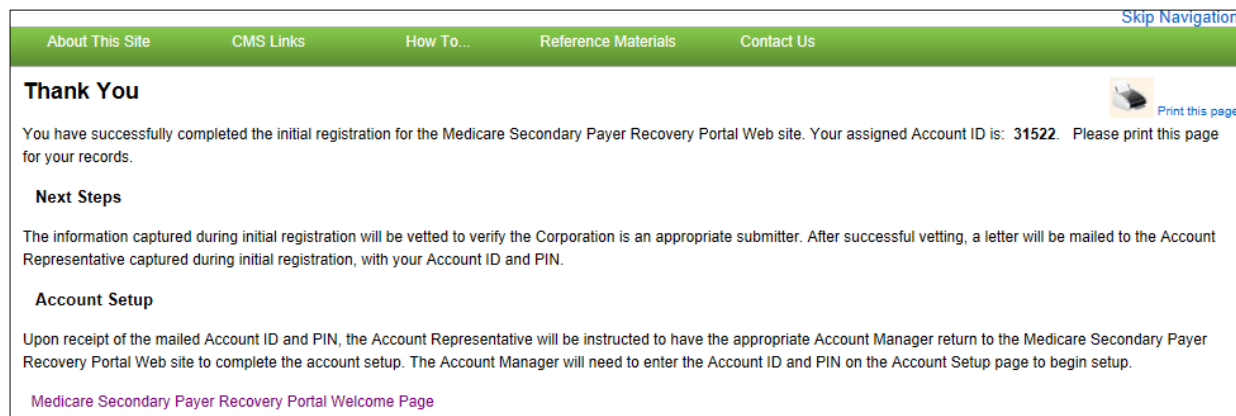 Skip Navigation
About This Site CMS Links How To... Reference Materials Contact Us
Thank You
Print this page
You have successfully completed the initial registration for the Medicare Secondary Payer Recovery Portal Web site. Your assigned Account ID is: 31522. Please print this page
for your records.
Next Steps
The information captured during initial registration will be vetted to verify the Corporation is an appropriate submitter. After successful vetting, a letter will be mailed to the Account
Representative captured during initial registration, with your Account ID and PIN.
Account Setup
Upon receipt of the mailed Account ID and PIN, the Account Representative will be instructed to have the appropriate Account Manager return to the Medicare Secondary Payer
Recovery Portal Web site to complete the account setup. The Account Manager will need to enter the Account ID and PIN on the Account Setup page to begin setup.
Medicare Secondary Payer Recovery Portal Welcome Page